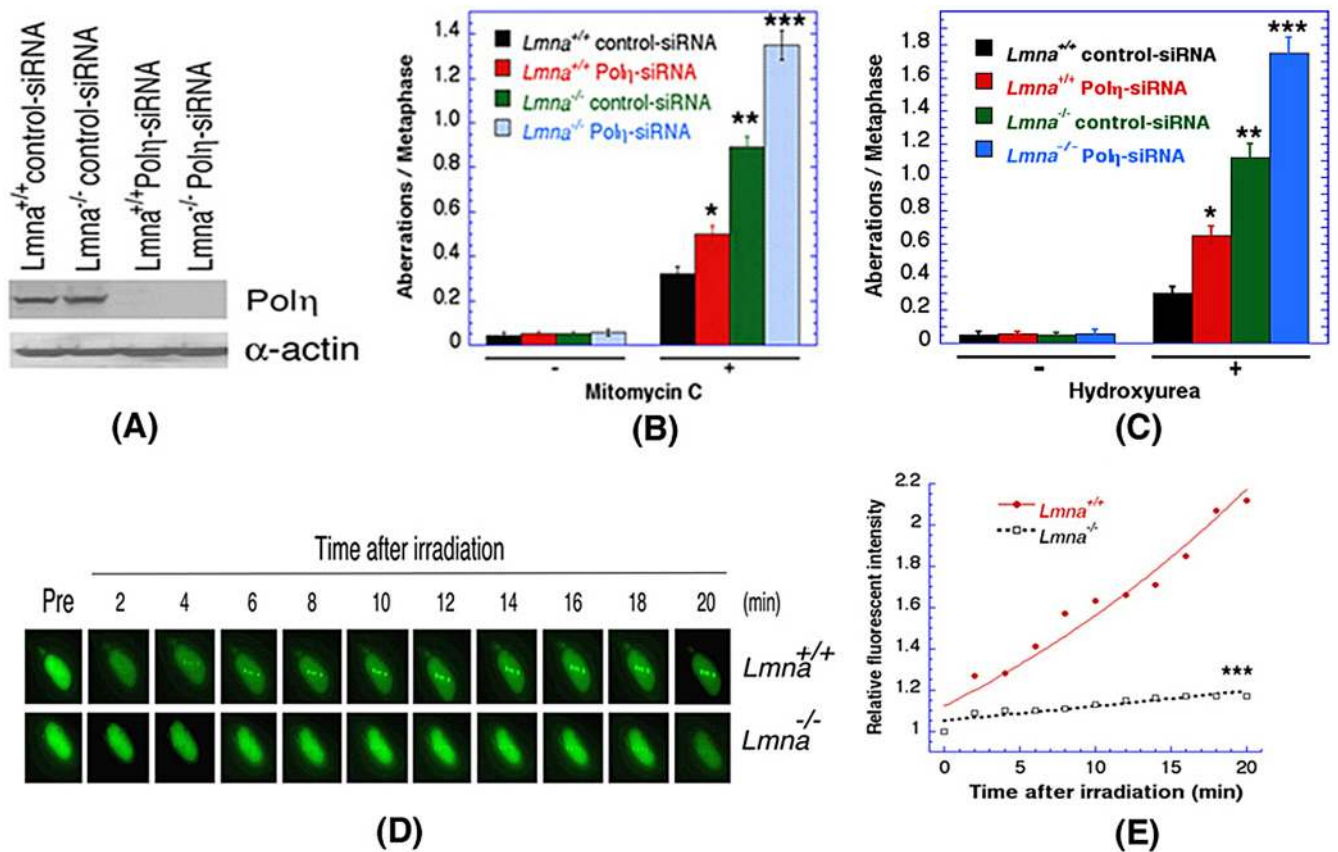 Lmna+/+control-siRNA
Lmna-/- control-siRNA
Lmna+/+Polη-siRNA
Lmna-/- Polη-siRNA
Polη
α-actin
(A)
Aberrations / Metaphase
1.4
1.2
1
0.8
0.6
0.4
0.2
0
Lmna+/+ control-siRNA
Lmna+/+ Polη-siRNA
Lmna-/- control-siRNA
Lmna-/- Polη-siRNA
*
**
***
-
+
Mitomycin C
(B)
Aberrations / Metaphase
1.8
1.6
1.4
1.2
1
0.8
0.6
0.3
0.2
0
Lmna+/+ control-siRNA
Lmna+/+ Polη-siRNA
Lmna-/- control-siRNA
Lmna-/- Polη-siRNA
*
**
***
-
+
Hydroxyurea
(C)
Time after irradiation
Pre 2 4 6 8 10 12 14 16 18 20 (min)
Lmna+/+
Lmna-/-
(D)
Relative fluorescent intensity
2.2
2
1.8
1.6
1.4
1.2
1
Lmna+/+
Lmna-/-
***
0 5 10 15 20
Time after irradiation (min)
(E)